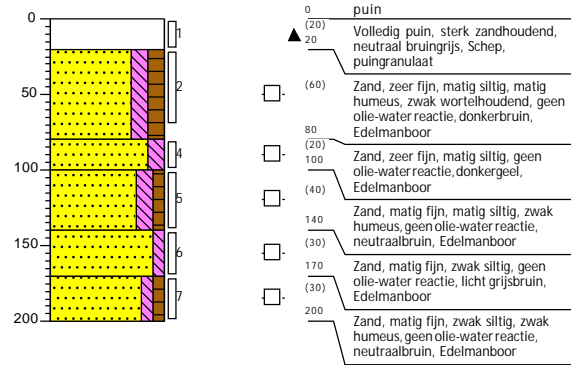 0
50
100
150
200
1
2
4
5
6
7
0 puin
(20) Volledig puin, sterk zandhoudend,
20 neutraal bruingrijs, Schep,
puingranulaat
(60) Zand, zeer fijn, matig siltig, matig
humeus, zwak wortelhoudend, geen
olie-water reactie, donkerbruin,
80 Edelmanboor
(20)
100 Zand, zeer fijn, matig siltig, geen
olie-water reactie, donkergeel,
(40) Edelmanboor
140 Zand, matig fijn, matig siltig, zwak
humeus, geen olie-water reactie,
(30) neutraalbruin, Edelmanboor
170 Zand, matig fijn, zwak siltig, geen
(30) olie-water reactie, licht grijsbruin,
Edelmanboor
200
Zand, matig fijn, zwak siltig, zwak
humeus, geen olie-water reactie,
neutraalbruin, Edelmanboor